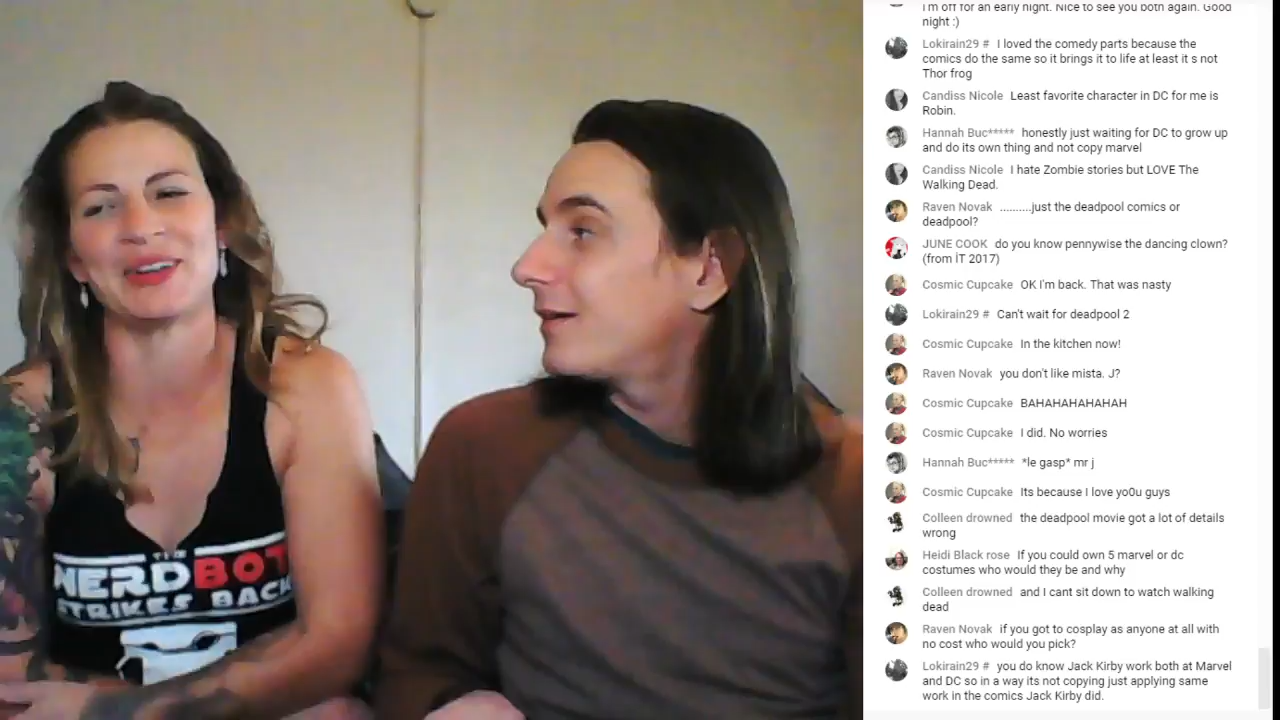 THE
NERDBOT
STRIKES BACK
I'm off for an early night. Nice to see you both again. Good
night :)
Lokirain29 # I loved the comedy parts because the
comics do the same so it brings it to life at least it s not
Thor frog
Candiss Nicole Least favorite character in DC for me is
Robin.
Hannah Buc***** honestly just waiting for DC to grow up
and do its own thing and not copy marvel
Candiss Nicole I hate Zombie stories but LOVE The
Walking Dead.
Raven Novak ..........just the deadpool comics or
deadpool?
JUNE COOK do you know pennywise the dancing clown?
(from İT 2017)
Cosmic Cupcake OK I'm back. That was nasty
Lokirain29 # Can't wait for deadpool 2
Cosmic Cupcake In the kitchen now!
Raven Novak you don't like mista. J?
Cosmic Cupcake BAHAHAHAHAHAH
Cosmic Cupcake I did. No worries
Hannah Buc***** *le gasp* mr j
Cosmic Cupcake Its because I love yo0u guys
Colleen drowned the deadpool movie got a lot of details
wrong
Heidi Black rose If you could own 5 marvel or dc
costumes who would they be and why
Colleen drowned and I cant sit down to watch walking
dead
Raven Novak if you got to cosplay as anyone at all with
no cost who would you pick?
Lokirain29 # you do know Jack Kirby work both at Marvel
and DC so in a way its not copying just applying same
work in the comics Jack Kirby did.